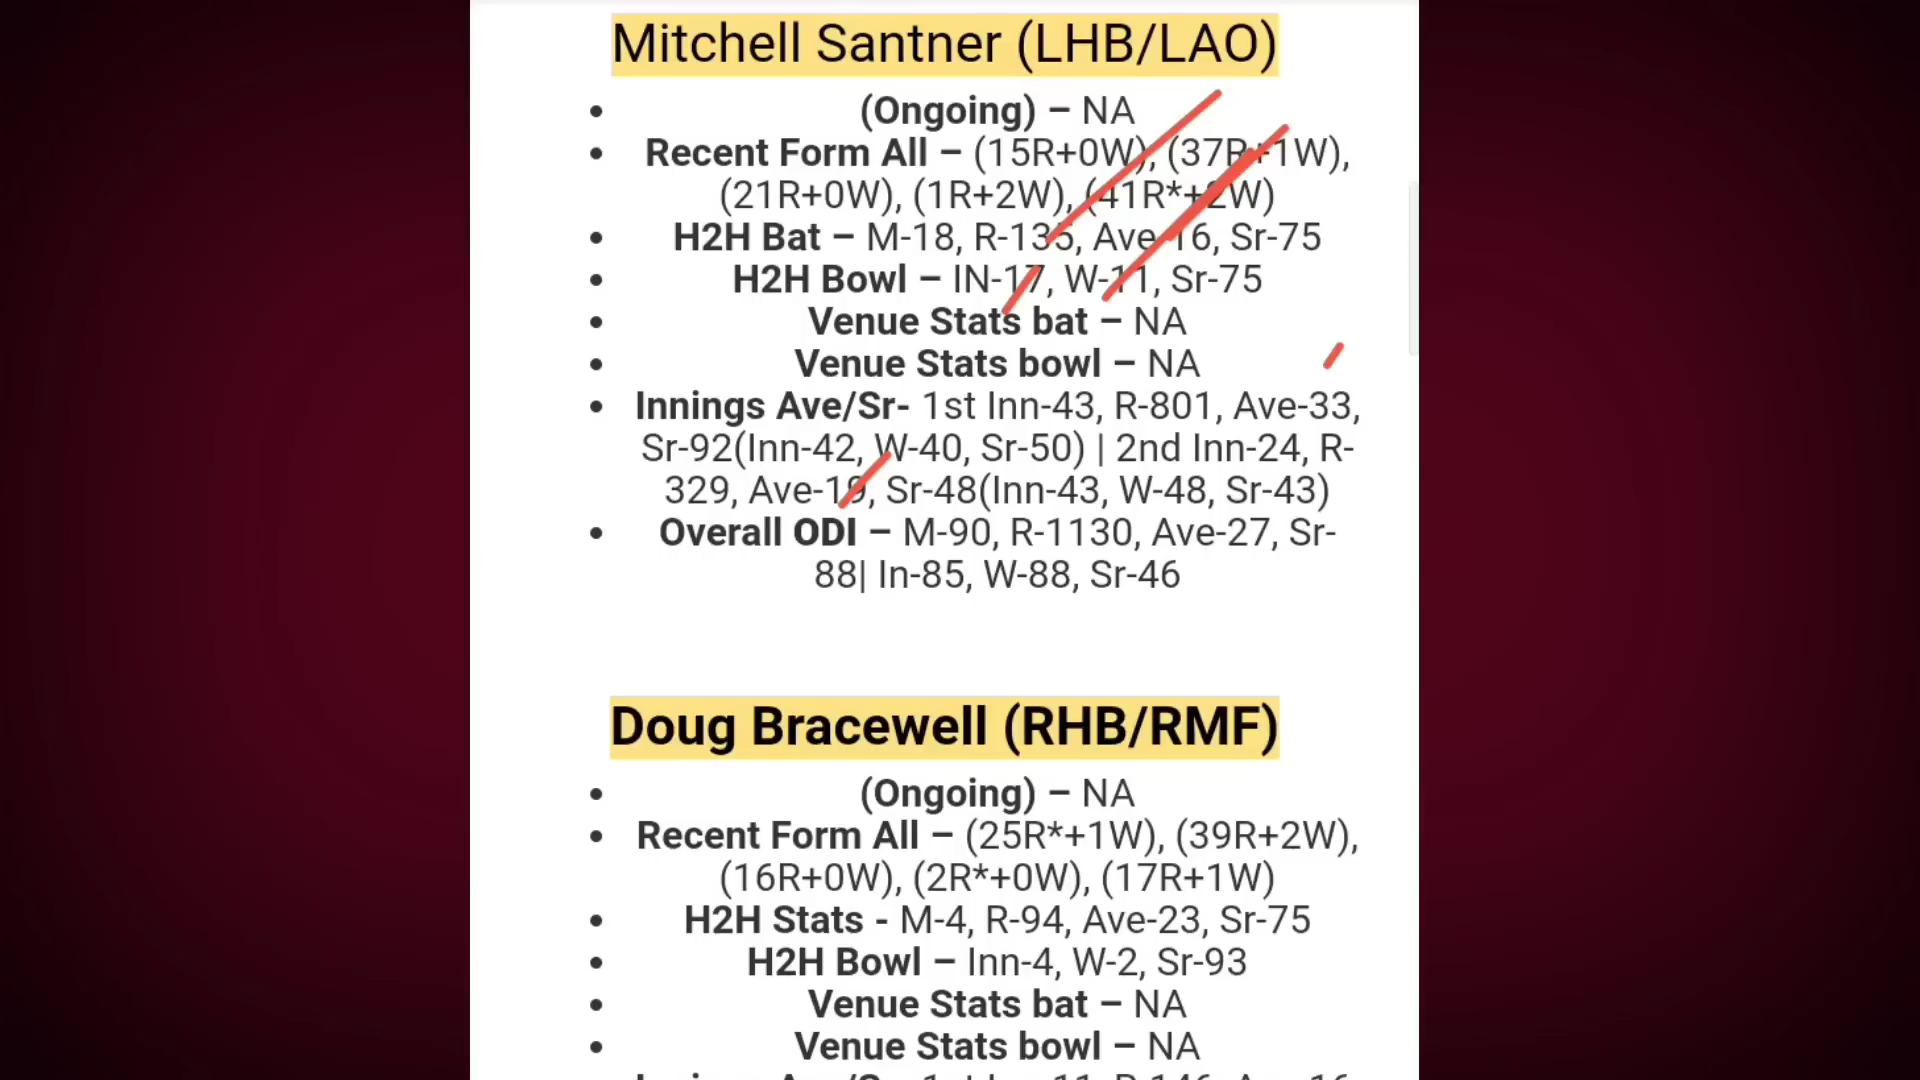 Mitchell Santner (LHB/LAO)
• (Ongoing) – NA
• Recent Form All – (15R+0W), (37R+1W),
(21R+0W), (1R+2W), (41R*+2W)
• H2H Bat – M-18, R-135, Ave-16, Sr-75
• H2H Bowl – IN-17, W-11, Sr-75
• Venue Stats bat – NA
• Venue Stats bowl – NA
• Innings Ave/Sr- 1st Inn-43, R-801, Ave-33,
Sr-92(Inn-42, W-40, Sr-50) | 2nd Inn-24, R-
329, Ave-19, Sr-48(Inn-43, W-48, Sr-43)
• Overall ODI – M-90, R-1130, Ave-27, Sr-
88| In-85, W-88, Sr-46
Doug Bracewell (RHB/RMF)
• (Ongoing) – NA
• Recent Form All – (25R*+1W), (39R+2W),
(16R+0W), (2R*+0W), (17R+1W)
• H2H Stats - M-4, R-94, Ave-23, Sr-75
• H2H Bowl – Inn-4, W-2, Sr-93
• Venue Stats bat – NA
• Venue Stats bowl – NA